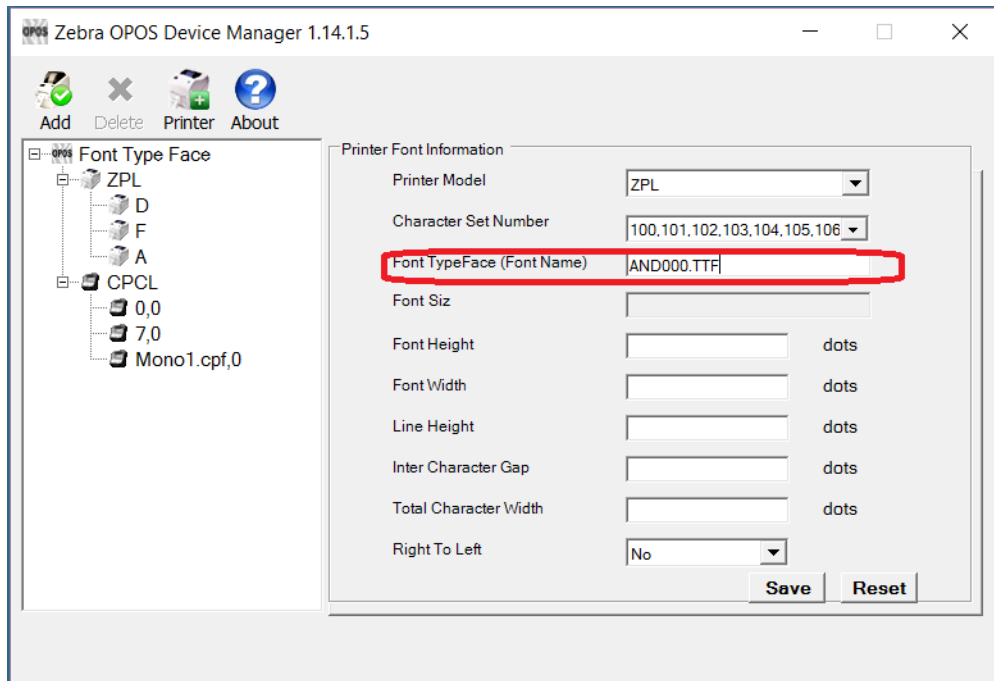 OPOS Zebra OPOS Device Manager 1.14.1.5
Add Delete Printer About
OPOS Font Type Face
ZPL
D
F
A
CPCL
0,0
7,0
Mono1.cpf,0
Printer Font Information
Printer Model ZPL
Character Set Number 100,101,102,103,104,105,106
Font TypeFace (Font Name) AND000.TTF
Font Siz
Font Height dots
Font Width dots
Line Height dots
Inter Character Gap dots
Total Character Width dots
Right To Left No
Save Reset